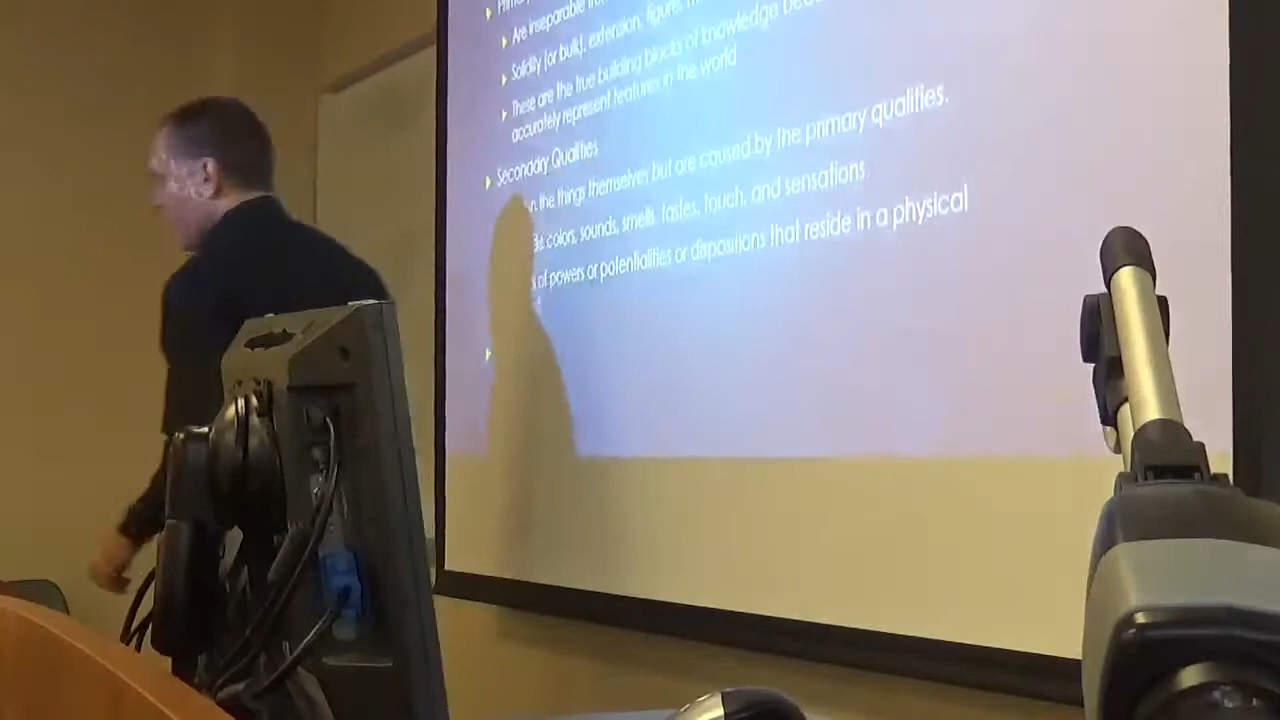 Are inseparable
Solidity (or bulk), extension, figure,
These are the true building blocks of knowledge
accurately represent features in the world
Secondary Qualities
the things themselves but are caused by the primary qualities.
colors, sounds, smells, tastes, touch, and sensations
of powers or potentialities or dispositions that reside in a physical